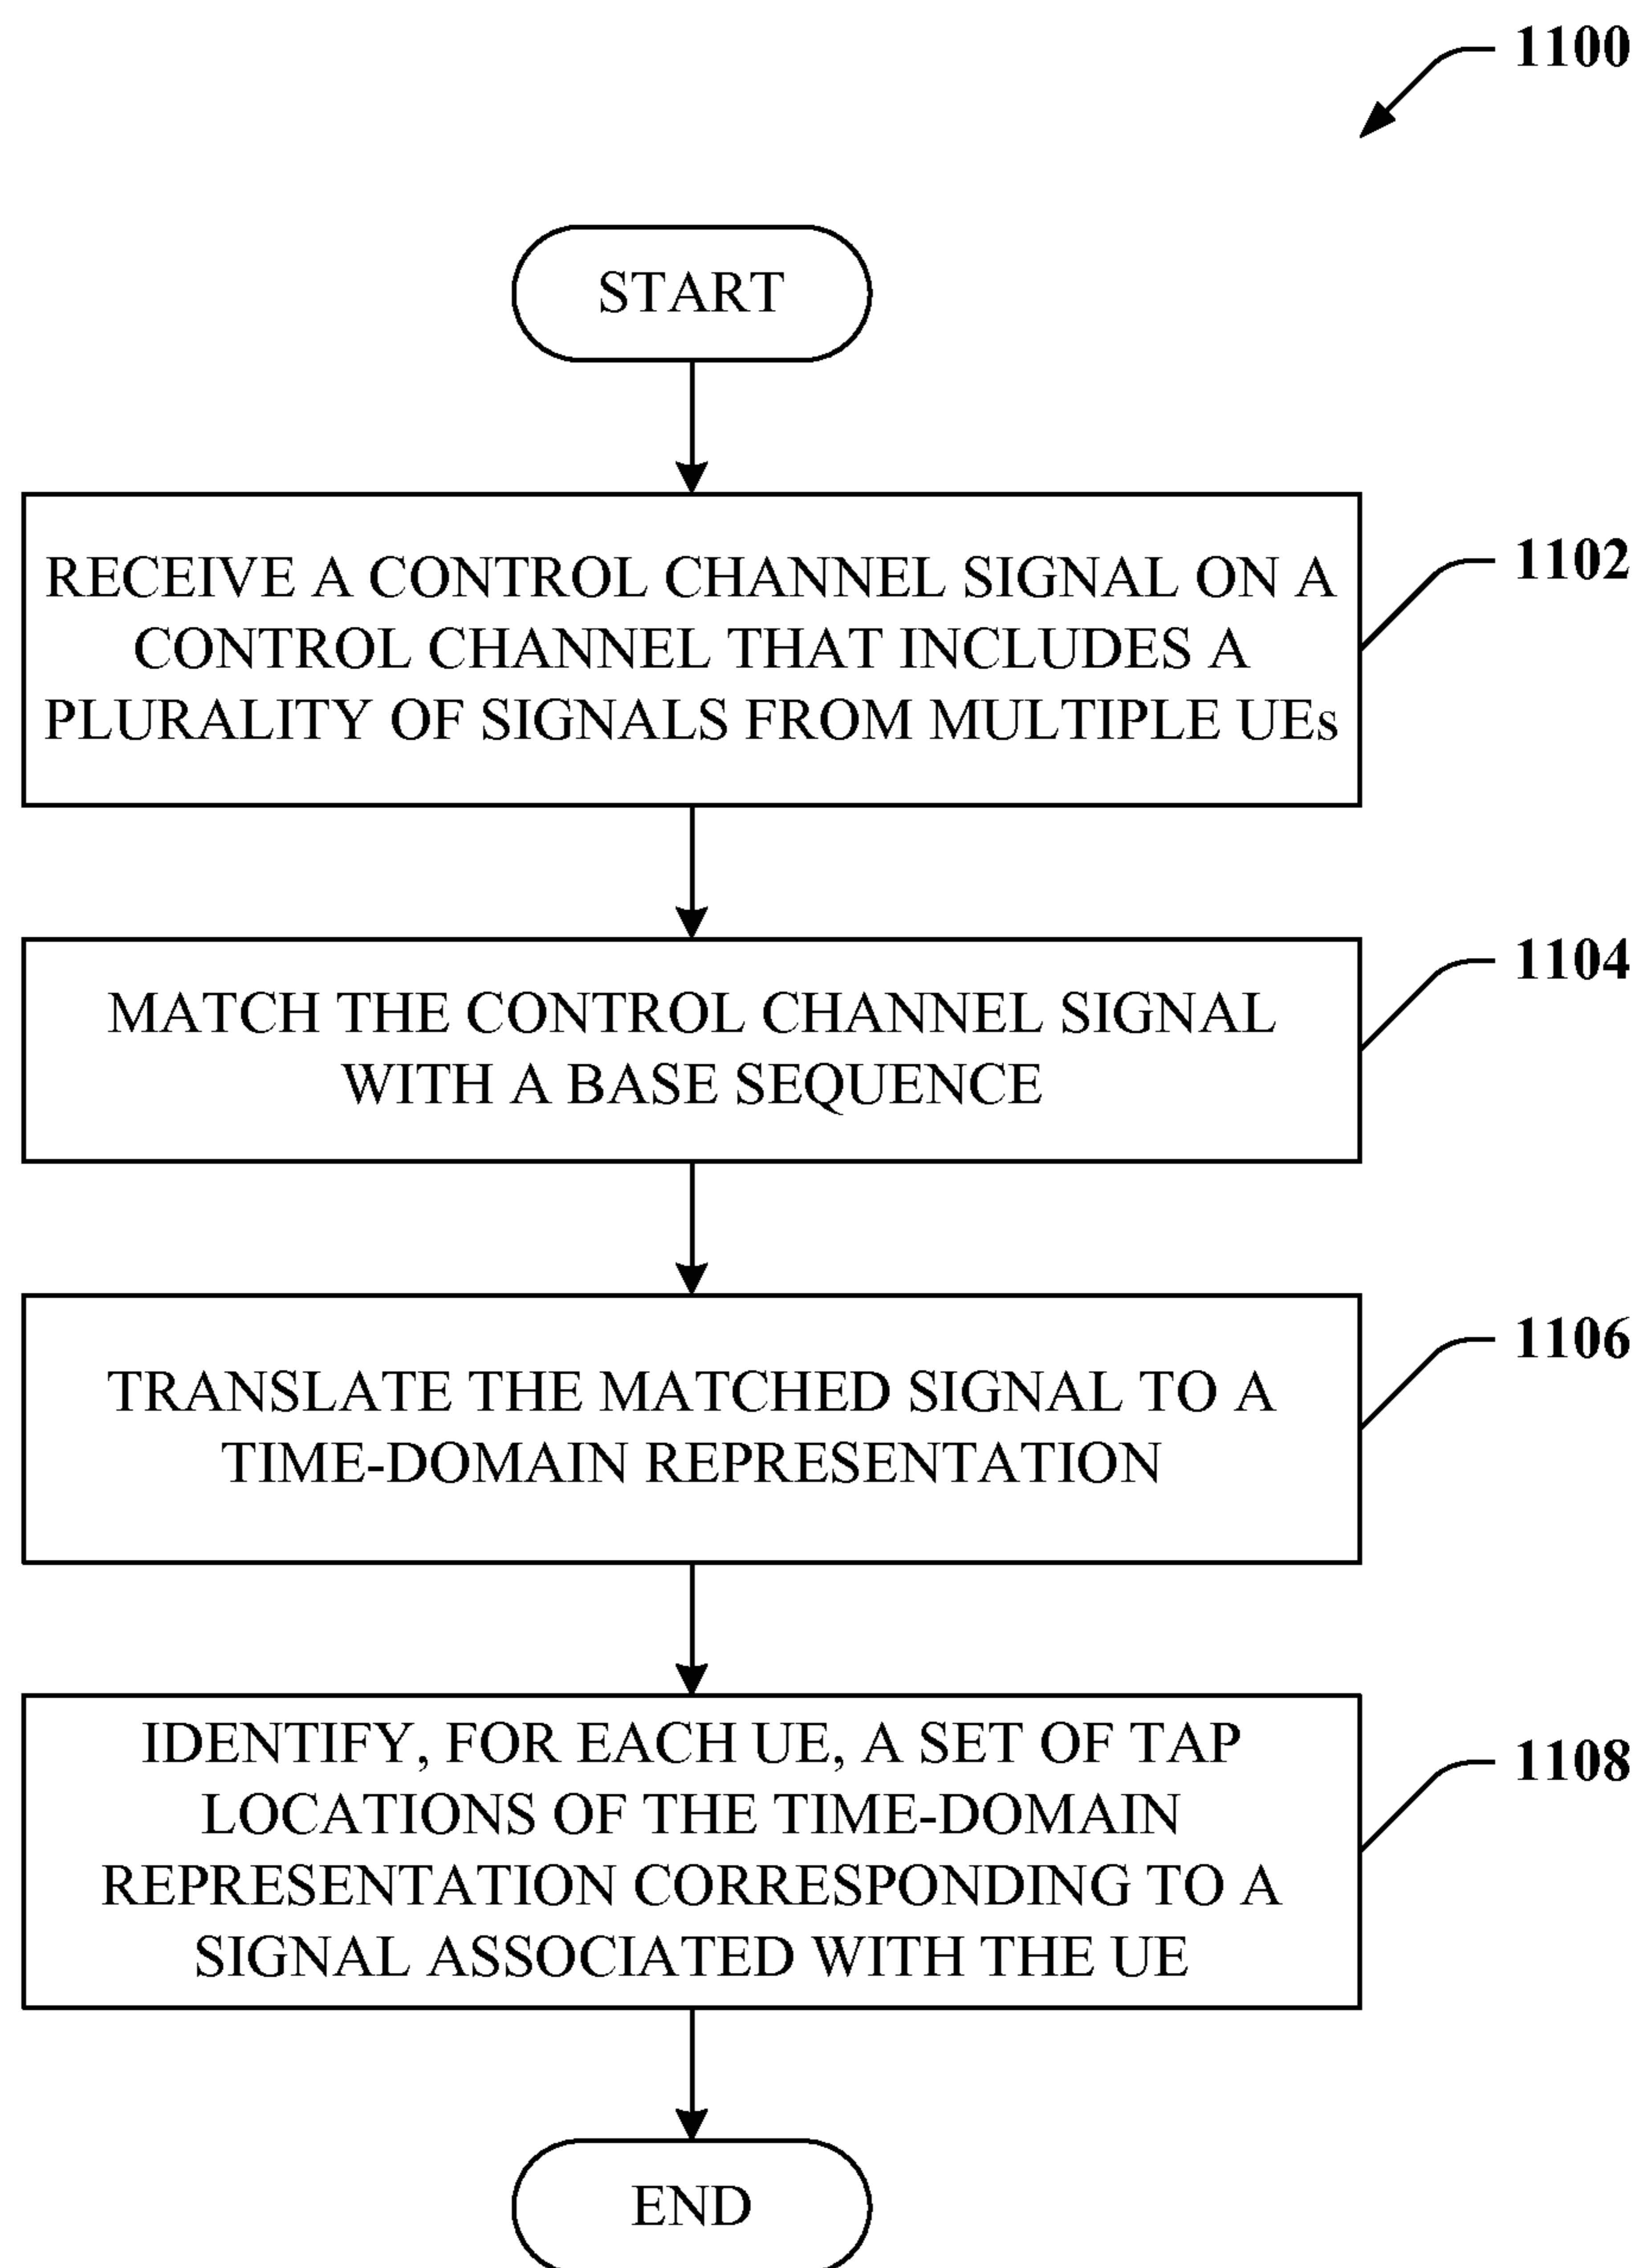 1100
START
RECEIVE A CONTROL CHANNEL SIGNAL ON A
CONTROL CHANNEL THAT INCLUDES A
PLURALITY OF SIGNALS FROM MULTIPLE UEs
1102
MATCH THE CONTROL CHANNEL SIGNAL
WITH A BASE SEQUENCE
1104
TRANSLATE THE MATCHED SIGNAL TO A
TIME-DOMAIN REPRESENTATION
1106
IDENTIFY, FOR EACH UE, A SET OF TAP
LOCATIONS OF THE TIME-DOMAIN
REPRESENTATION CORRESPONDING TO A
SIGNAL ASSOCIATED WITH THE UE
1108
END